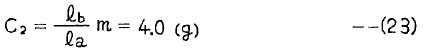 C₂ = ℓb/ℓa m = 4.0 (g) --(23)